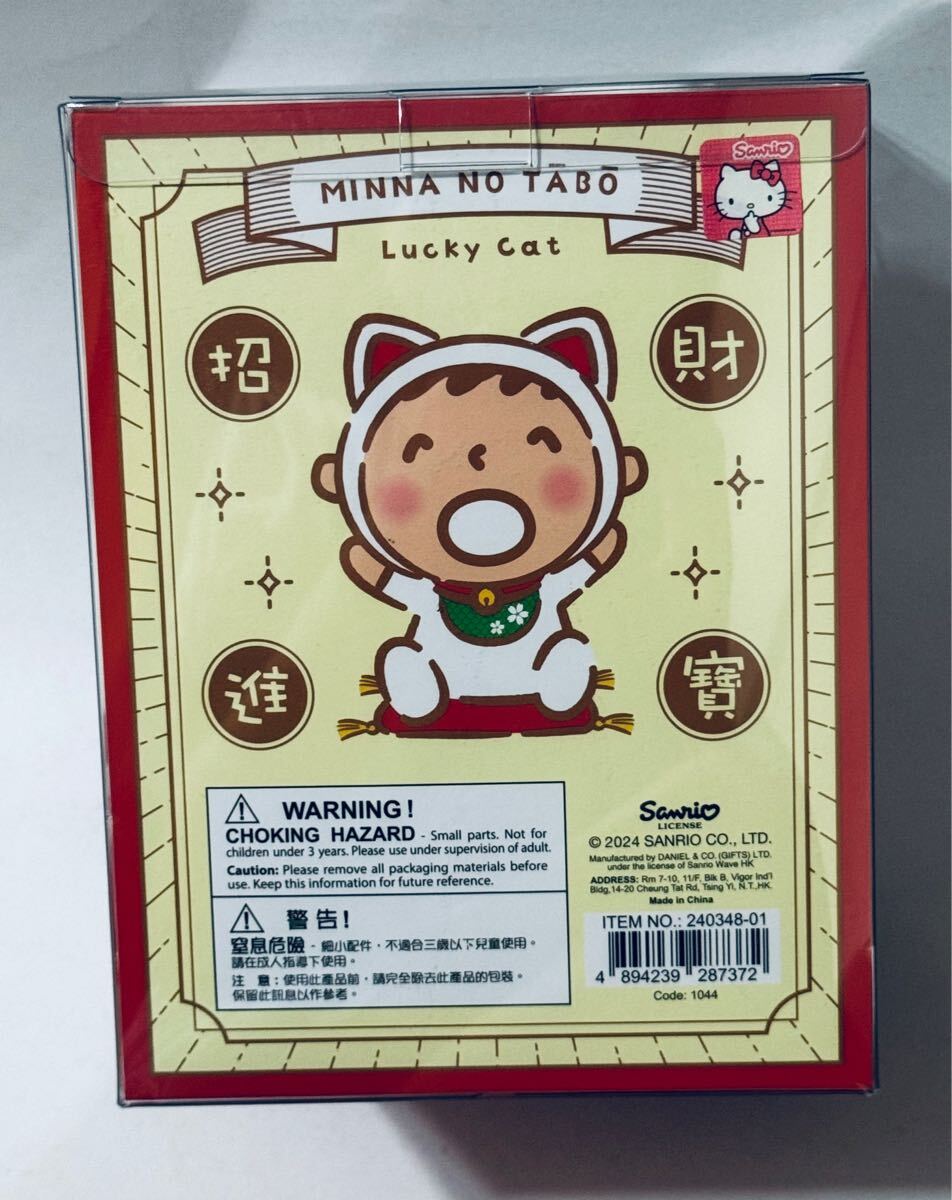 MINNA NO TABŌ
Sanrio
Lucky Cat
招 財
進 寶
WARNING!
CHOKING HAZARD - Small parts. Not for
children under 3 years. Please use under supervision of adult.
Caution: Please remove all packaging materials before
use. Keep this information for future reference.
警告!
窒息危險 - 細小配件，不適合三歲以下兒童使用。
請在成人指導下使用。
注 意：使用此產品前，請完全除去此產品的包裝。
保留此訊息以作參考。
Sanrio
LICENSE
© 2024 SANRIO CO., LTD.
Manufactured by DANIEL & CO. (GIFTS) LTD.
under the license of Sanrio Wave HK
ADDRESS: Rm 7-10, 11/F, Blk B, Vigor Ind'l
Bldg,14-20 Cheung Tat Rd, Tsing Yi, N.T.,HK.
Made in China
ITEM NO.: 240348-01
4 894239 287372
Code: 1044